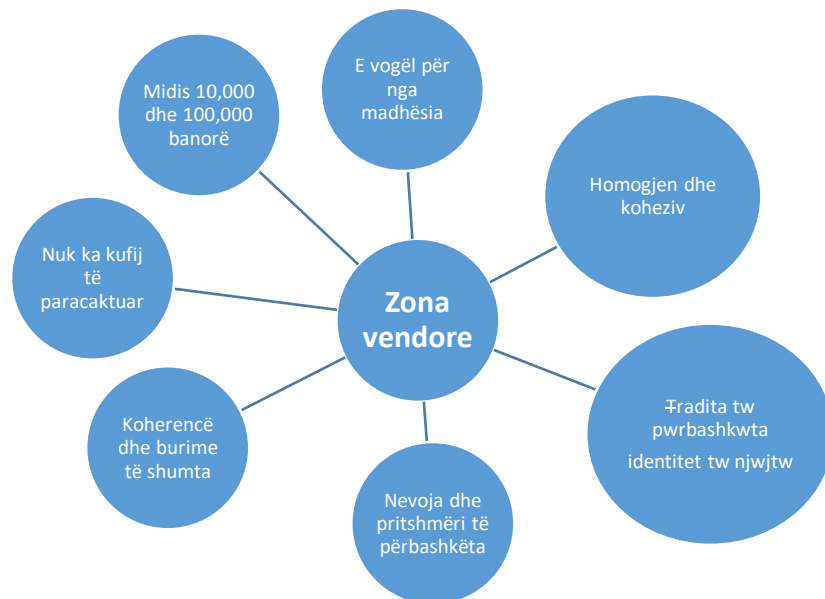 E vogël për
nga
madhësia
Homogjen dhe
koheziv
Tradita tw
pwrbashkwta
identitet tw njwjtw
Nevoja dhe
pritshmëri të
përbashkëta
Koherencë
dhe burime
të shumta
Nuk ka kufij
të
paracaktuar
Midis 10,000
dhe 100,000
banorë
Zona
vendore